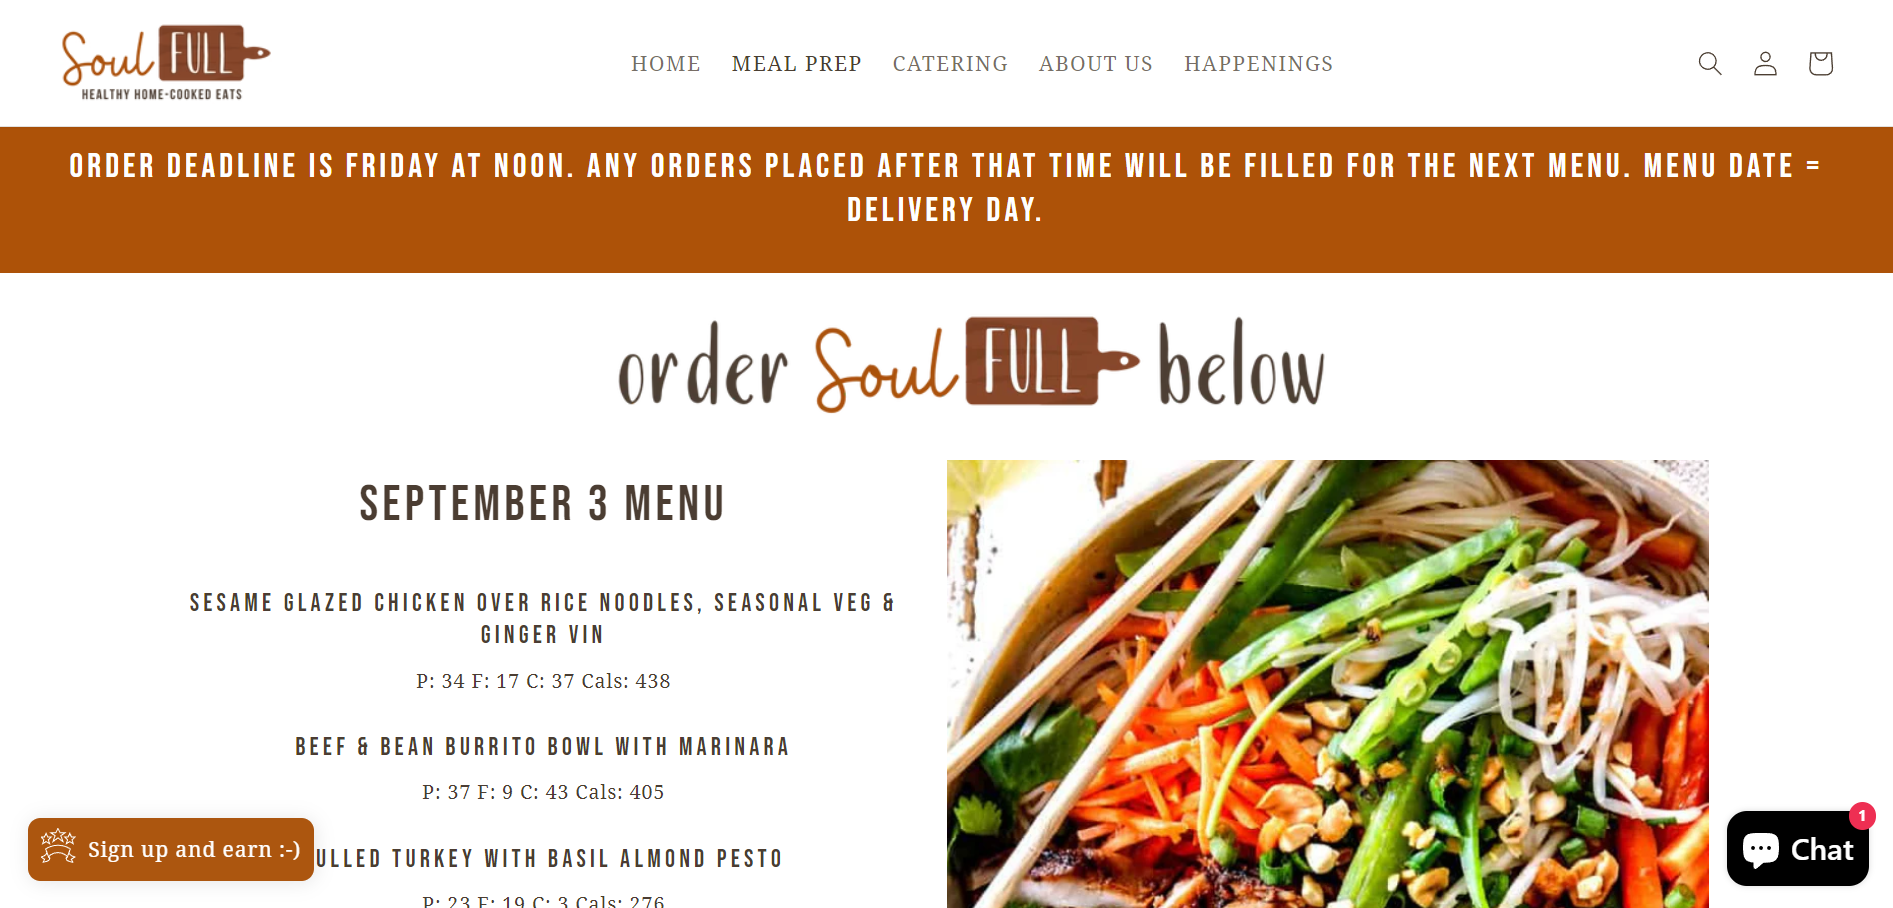 Soul FULL
HEALTHY HOME-COOKED EATS
HOME MEAL PREP CATERING ABOUT US HAPPENINGS
ORDER DEADLINE IS FRIDAY AT NOON. ANY ORDERS PLACED AFTER THAT TIME WILL BE FILLED FOR THE NEXT MENU. MENU DATE =
DELIVERY DAY.
order Soul FULL below
SEPTEMBER 3 MENU
SESAME GLAZED CHICKEN OVER RICE NOODLES, SEASONAL VEG &
GINGER VIN
P: 34 F: 17 C: 37 Cals: 438
BEEF & BEAN BURRITO BOWL WITH MARINARA
P: 37 F: 9 C: 43 Cals: 405
ULLED TURKEY WITH BASIL ALMOND PESTO
P: 23 F: 19 C: 3 Cals: 276
Sign up and earn :-)
1
Chat